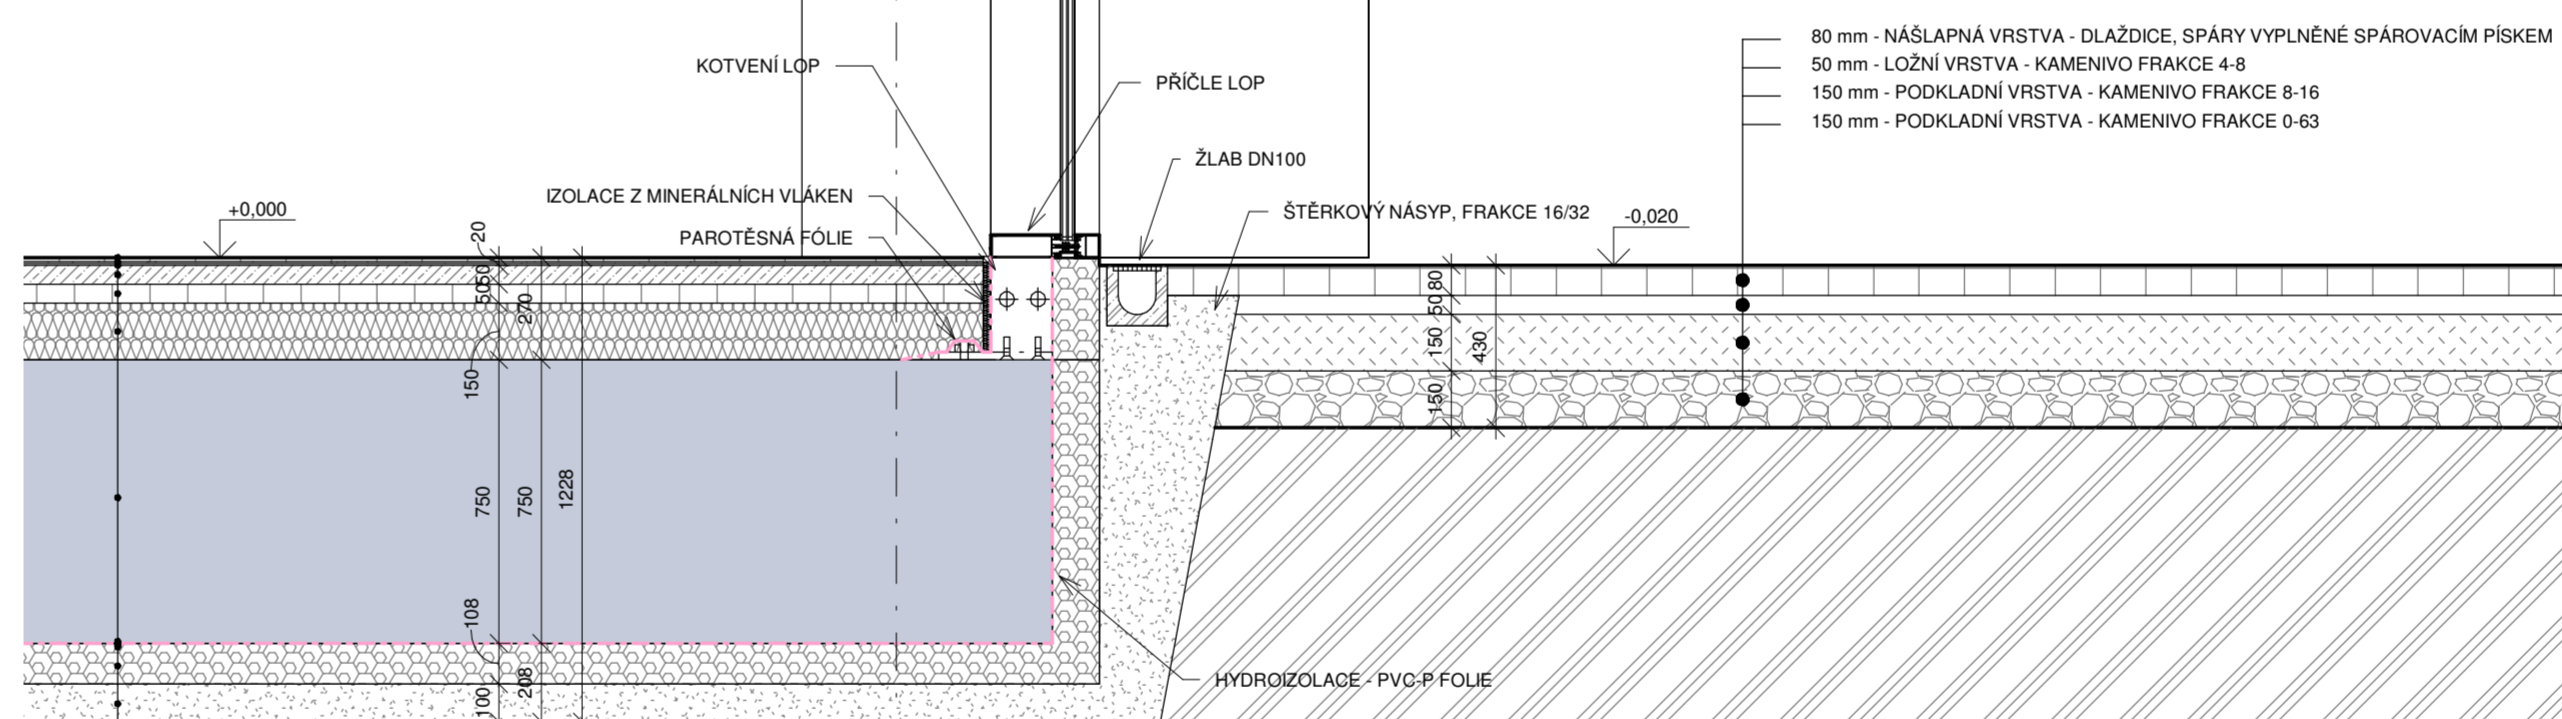 80 mm - NÁŠLAPNÁ VRSTVA - DLAŽDICE, SPÁRY VYPLNĚNÉ SPÁROVACÍM PÍSKEM
50 mm - LOŽNÍ VRSTVA - KAMENIVO FRAKCE 4-8
150 mm - PODKLADNÍ VRSTVA - KAMENIVO FRAKCE 8-16
150 mm - PODKLADNÍ VRSTVA - KAMENIVO FRAKCE 0-63
KOTVENÍ LOP
PŘÍČLE LOP
ŽLAB DN100
IZOLACE Z MINERÁLNÍCH VLÁKEN
ŠTĚRKOVÝ NÁSYP, FRAKCE 16/32
PAROTĚSNÁ FÓLIE
+0,000
-0,020
20
50
50
270
150
750
750
1228
108
208
100
80
50
150
150
430
HYDROIZOLACE - PVC-P FOLIE